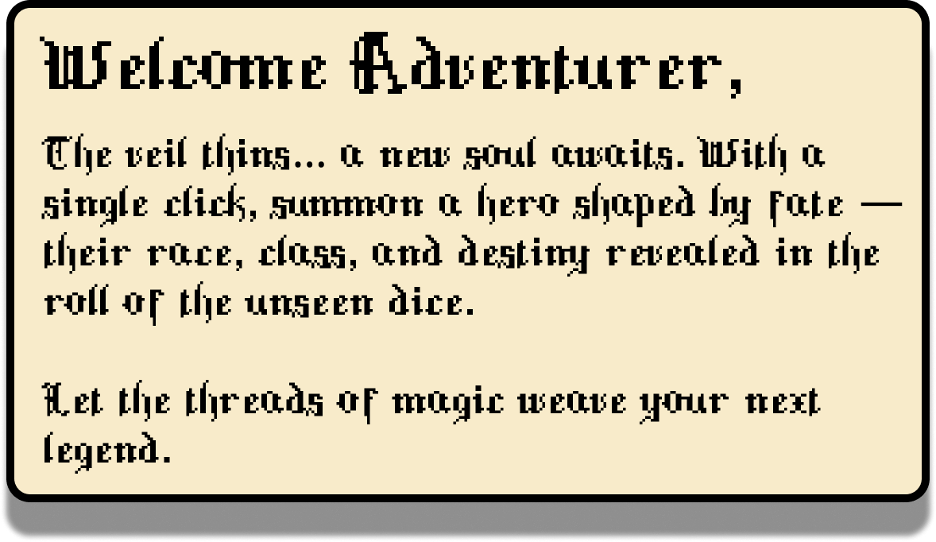 Welcome Adventurer,
The veil thins... a new soul awaits. With a
single click, summon a hero shaped by fate —
their race, class, and destiny revealed in the
roll of the unseen dice.
Let the threads of magic weave your next
legend.